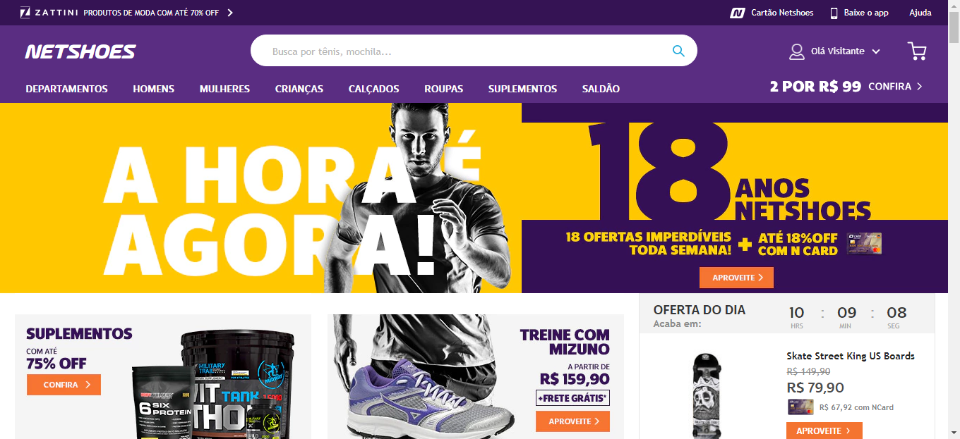 ZATTINI PRODUTOS DE MODA COM ATÉ 70% OFF
Cartão Netshoes
Baixe o app
Ajuda
NETSHOES
Busca por tênis, mochila...
Olá Visitante
DEPARTAMENTOS HOMENS MULHERES CRIANÇAS CALÇADOS ROUPAS SUPLEMENTOS SALDÃO
2 POR R$ 99 CONFIRA
A HORA É
AGORA!
18
ANOS
NETSHOES
18 OFERTAS IMPERDÍVEIS
TODA SEMANA!
+
ATÉ 18%OFF
COM N CARD
APROVEITE
SUPLEMENTOS
COM ATÉ
75% OFF
CONFIRA
6 SIX
PROTEIN
MILITARY
TANK
TREINE COM
MIZUNO
A PARTIR DE
R$ 159,90
+FRETE GRÁTIS*
APROVEITE
OFERTA DO DIA
Acaba em:
10 : 09 : 08
HRS MIN SEG
Skate Street King US Boards
R$ 149,90
R$ 79,90
R$ 67,92 com NCard
APROVEITE